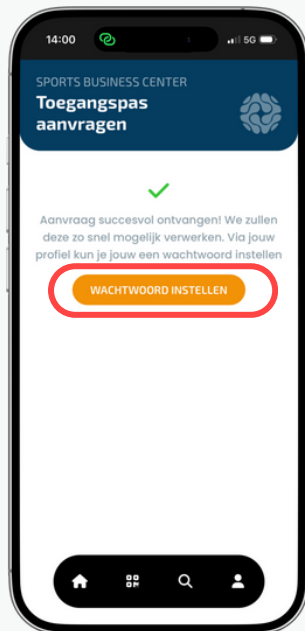 14:00
5G
SPORTS BUSINESS CENTER
Toegangspas
aanvragen
Aanvraag succesvol ontvangen! We zullen
deze zo snel mogelijk verwerken. Via jouw
profiel kun je jouw een wachtwoord instellen
WACHTWOORD INSTELLEN